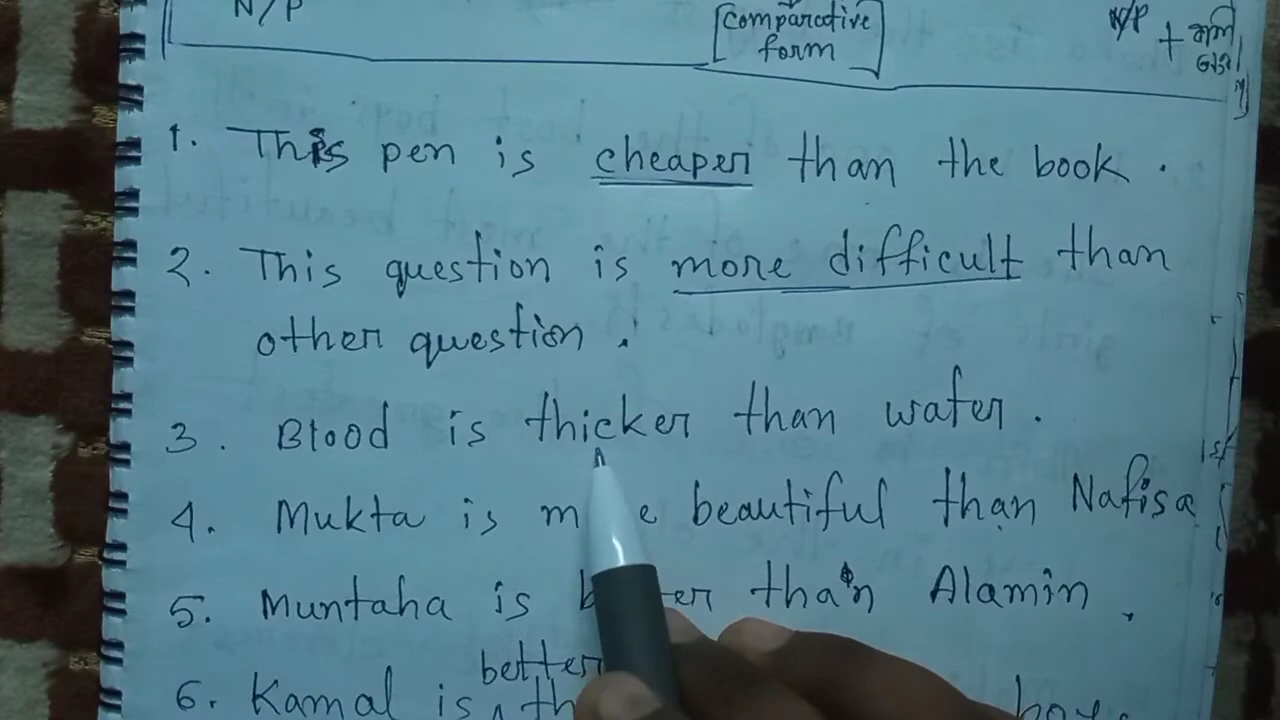 N/P [comparative form] N/P +
1. This pen is cheaper than the book.
2. This question is more difficult than
other question.
3. Blood is thicker than water.
4. Mukta is beautiful than Nafisa
5. Muntaha is than Alamin.
better
6. Kamal is boy.